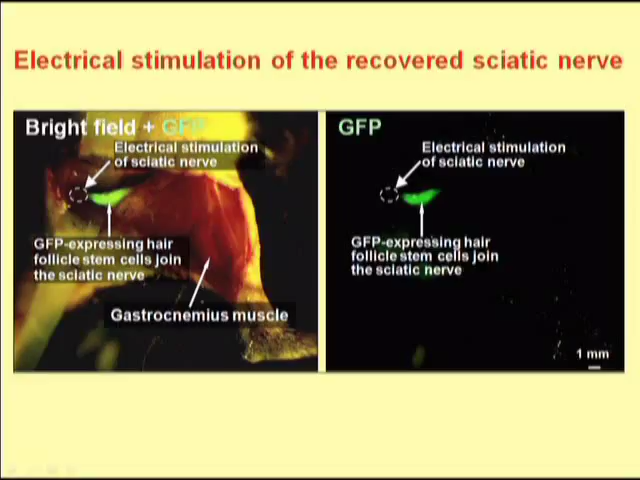 Electrical stimulation of the recovered sciatic nerve
Bright field + GFP
Electrical stimulation
of sciatic nerve
GFP-expressing hair
follicle stem cells join
the sciatic nerve
Gastrocnemius muscle
GFP
Electrical stimulation
of sciatic nerve
GFP-expressing hair
follicle stem cells join
the sciatic nerve
1 mm